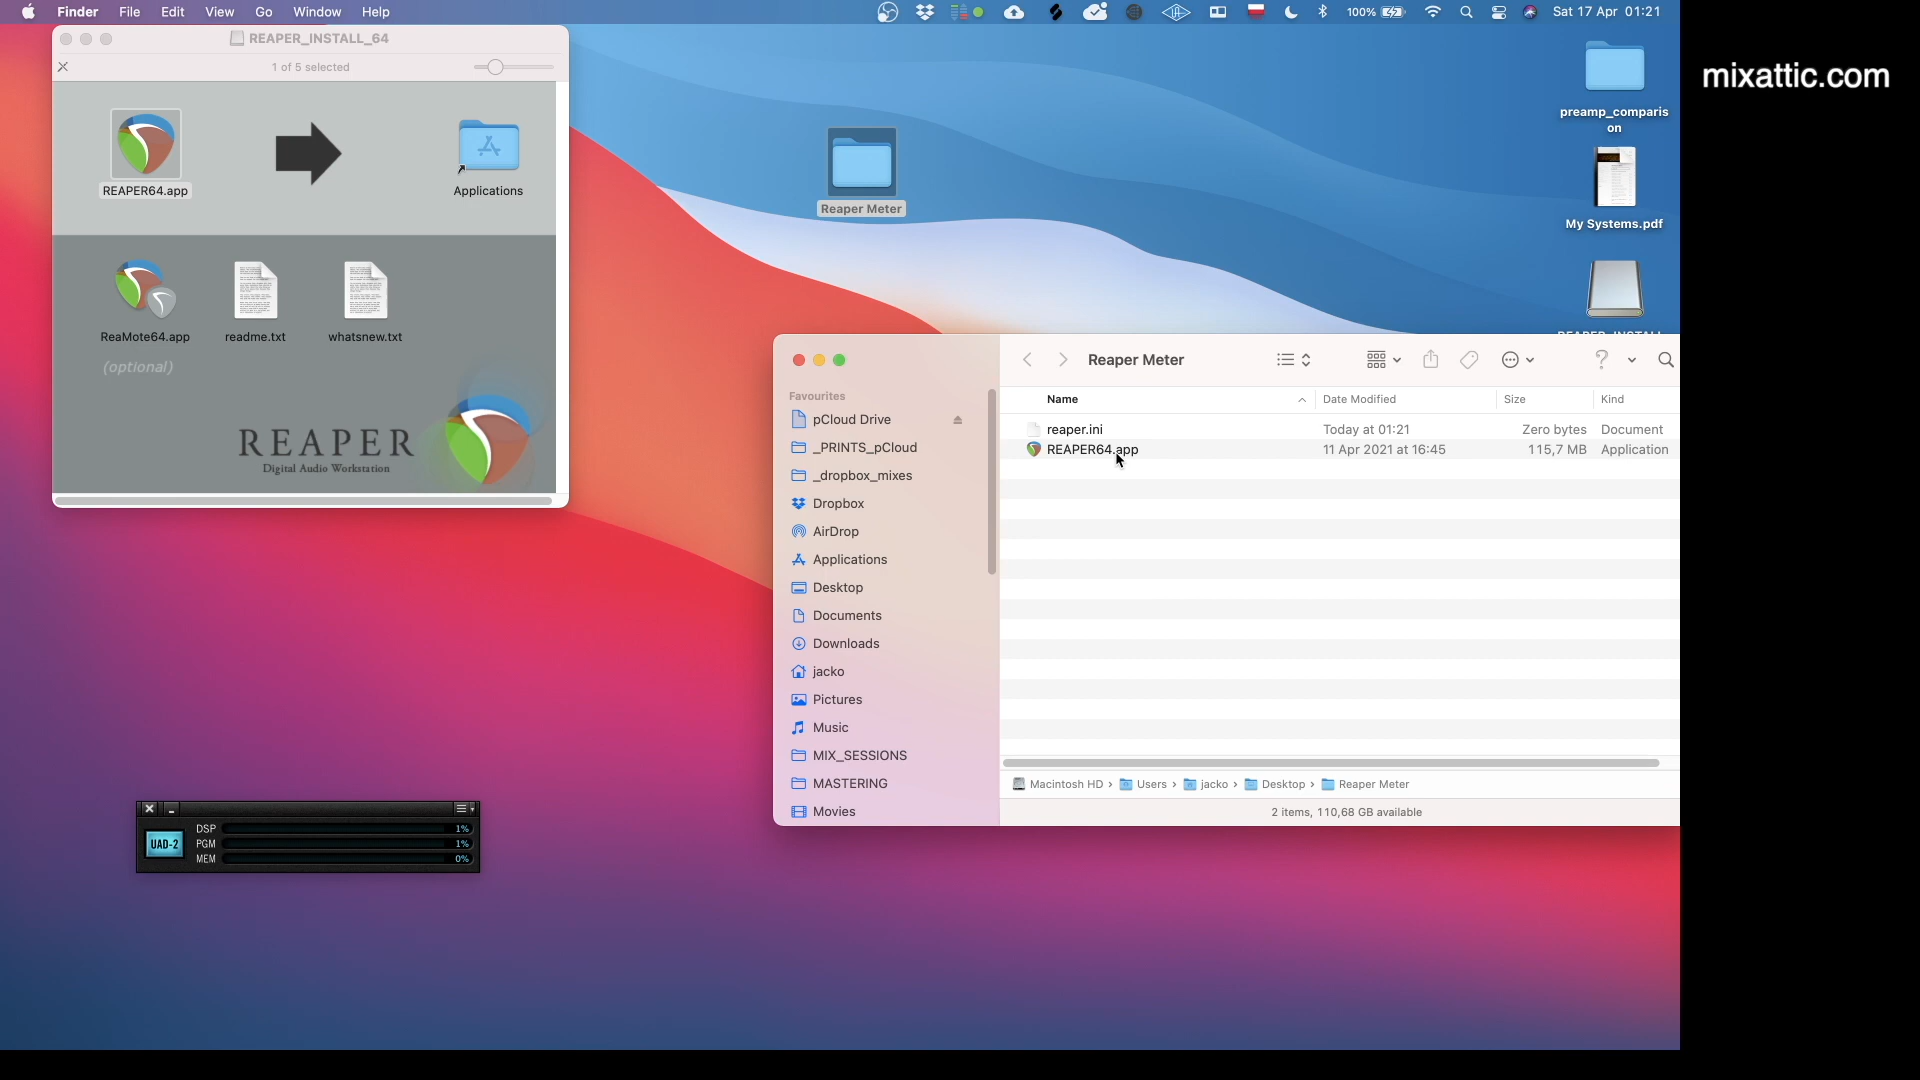 Finder File Edit View Go Window Help
100%
Sat 17 Apr 01:21
mixattic.com
REAPER_INSTALL_64
1 of 5 selected
REAPER64.app
Applications
ReaMote64.app
readme.txt
whatsnew.txt
(optional)
REAPER
Digital Audio Workstation
Reaper Meter
preamp_comparis
on
My Systems.pdf
Reaper Meter
Favourites
pCloud Drive
_PRINTS_pCloud
_dropbox_mixes
Dropbox
AirDrop
Applications
Desktop
Documents
Downloads
jacko
Pictures
Music
MIX_SESSIONS
MASTERING
Movies
Name Date Modified Size Kind
reaper.ini Today at 01:21 Zero bytes Document
REAPER64.app 11 Apr 2021 at 16:45 115,7 MB Application
Macintosh HD › Users › jacko › Desktop › Reaper Meter
2 items, 110,68 GB available
UAD-2
DSP 1%
PGM 1%
MEM 0%